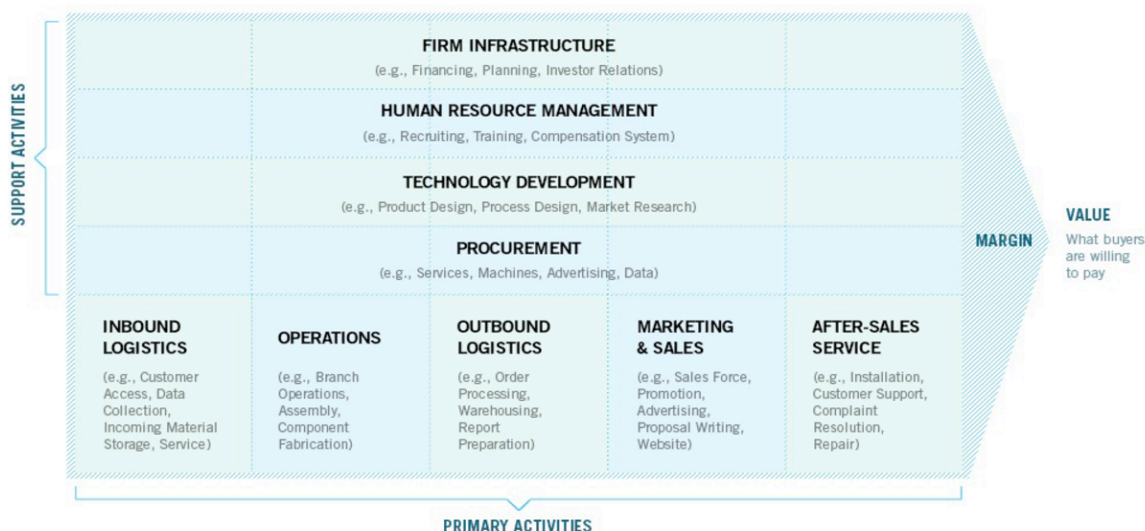 SUPPORT ACTIVITIES
FIRM INFRASTRUCTURE
(e.g., Financing, Planning, Investor Relations)
HUMAN RESOURCE MANAGEMENT
(e.g., Recruiting, Training, Compensation System)
TECHNOLOGY DEVELOPMENT
(e.g., Product Design, Process Design, Market Research)
PROCUREMENT
(e.g., Services, Machines, Advertising, Data)
INBOUND
LOGISTICS
(e.g., Customer
Access, Data
Collection,
Incoming Material
Storage, Service)
OPERATIONS
(e.g., Branch
Operations,
Assembly,
Component
Fabrication)
OUTBOUND
LOGISTICS
(e.g., Order
Processing,
Warehousing,
Report
Preparation)
MARKETING
& SALES
(e.g., Sales Force,
Promotion,
Advertising,
Proposal Writing,
Website)
AFTER-SALES
SERVICE
(e.g., Installation,
Customer Support,
Complaint
Resolution,
Repair)
MARGIN
VALUE
What buyers
are willing
to pay
PRIMARY ACTIVITIES